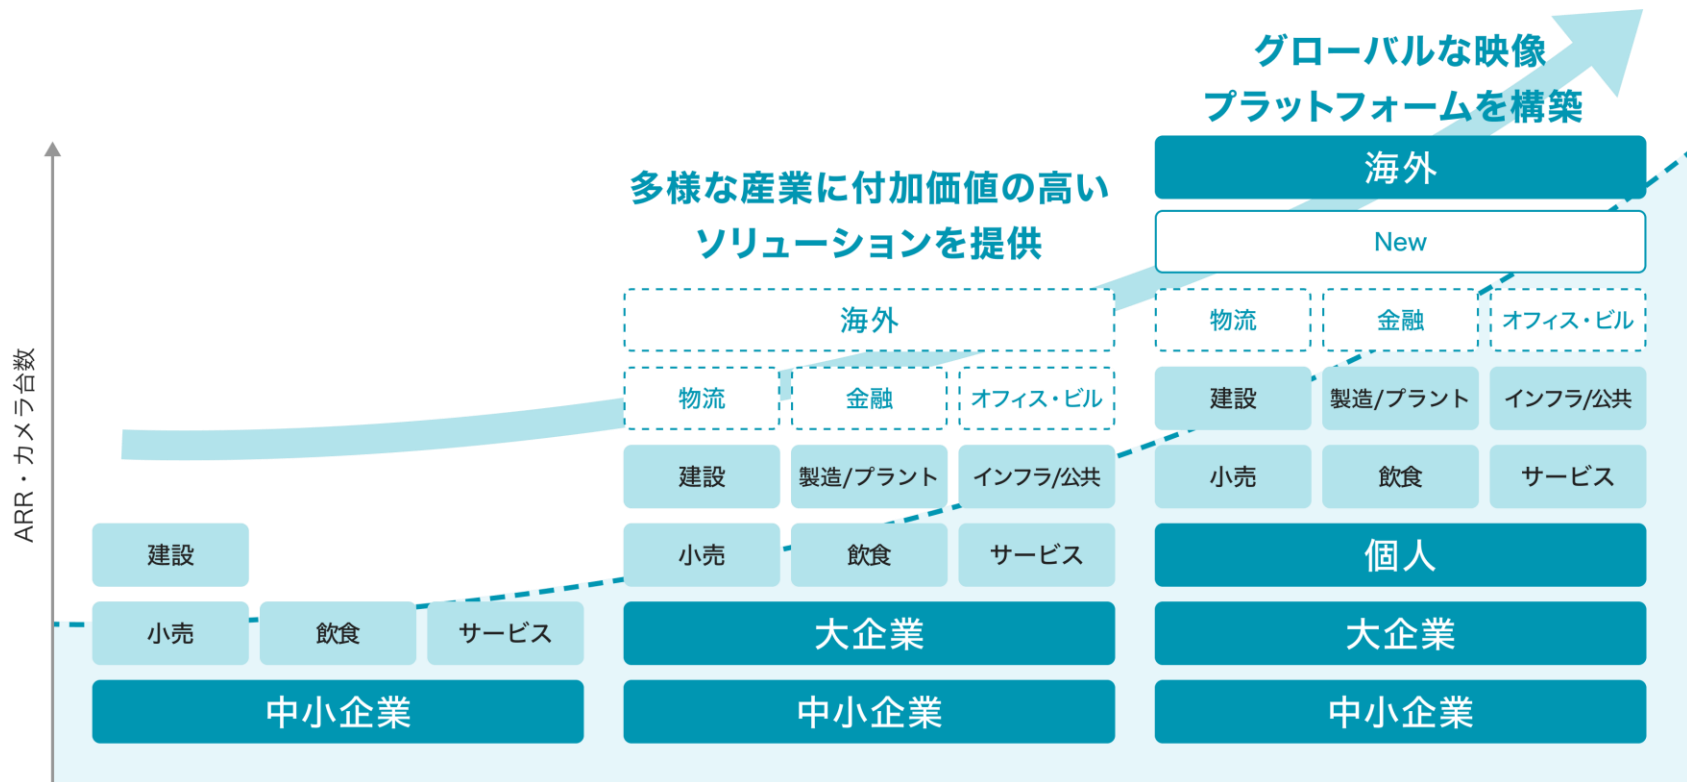 グローバルな映像
プラットフォームを構築
多様な産業に付加価値の高い
ソリューションを提供
ARR・カメラ台数
建設
小売 飲食 サービス
中小企業
海外
物流 金融 オフィス・ビル
建設 製造/プラント インフラ/公共
小売 飲食 サービス
大企業
中小企業
海外
New
物流 金融 オフィス・ビル
建設 製造/プラント インフラ/公共
小売 飲食 サービス
個人
大企業
中小企業